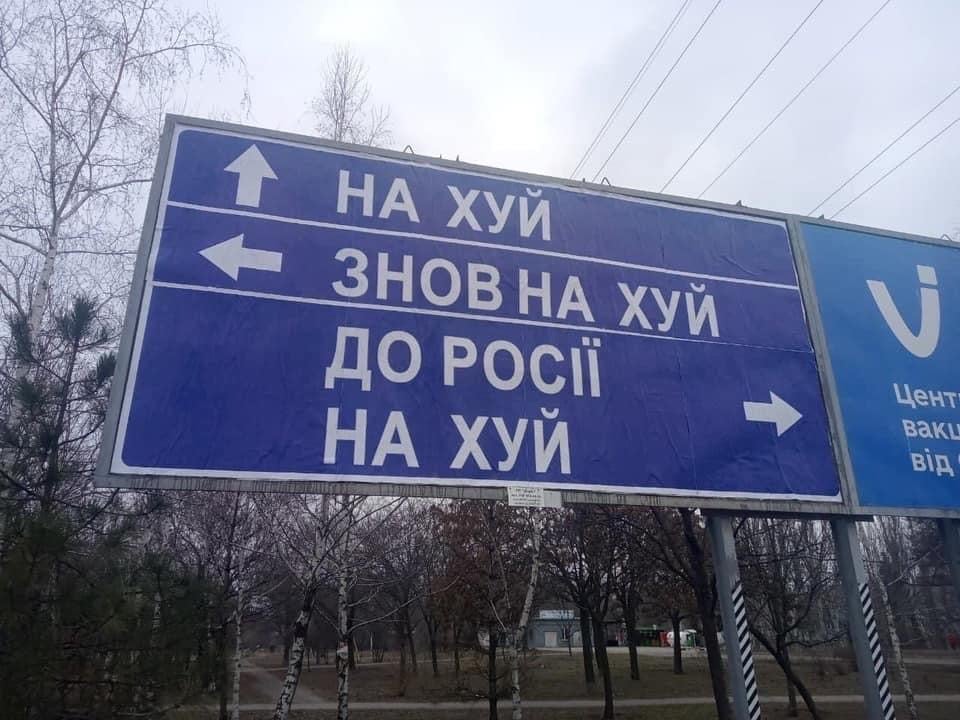 НА ХУЙ
ЗНОВ НА ХУЙ
ДО РОСІЇ
НА ХУЙ
Цент
вакц
від